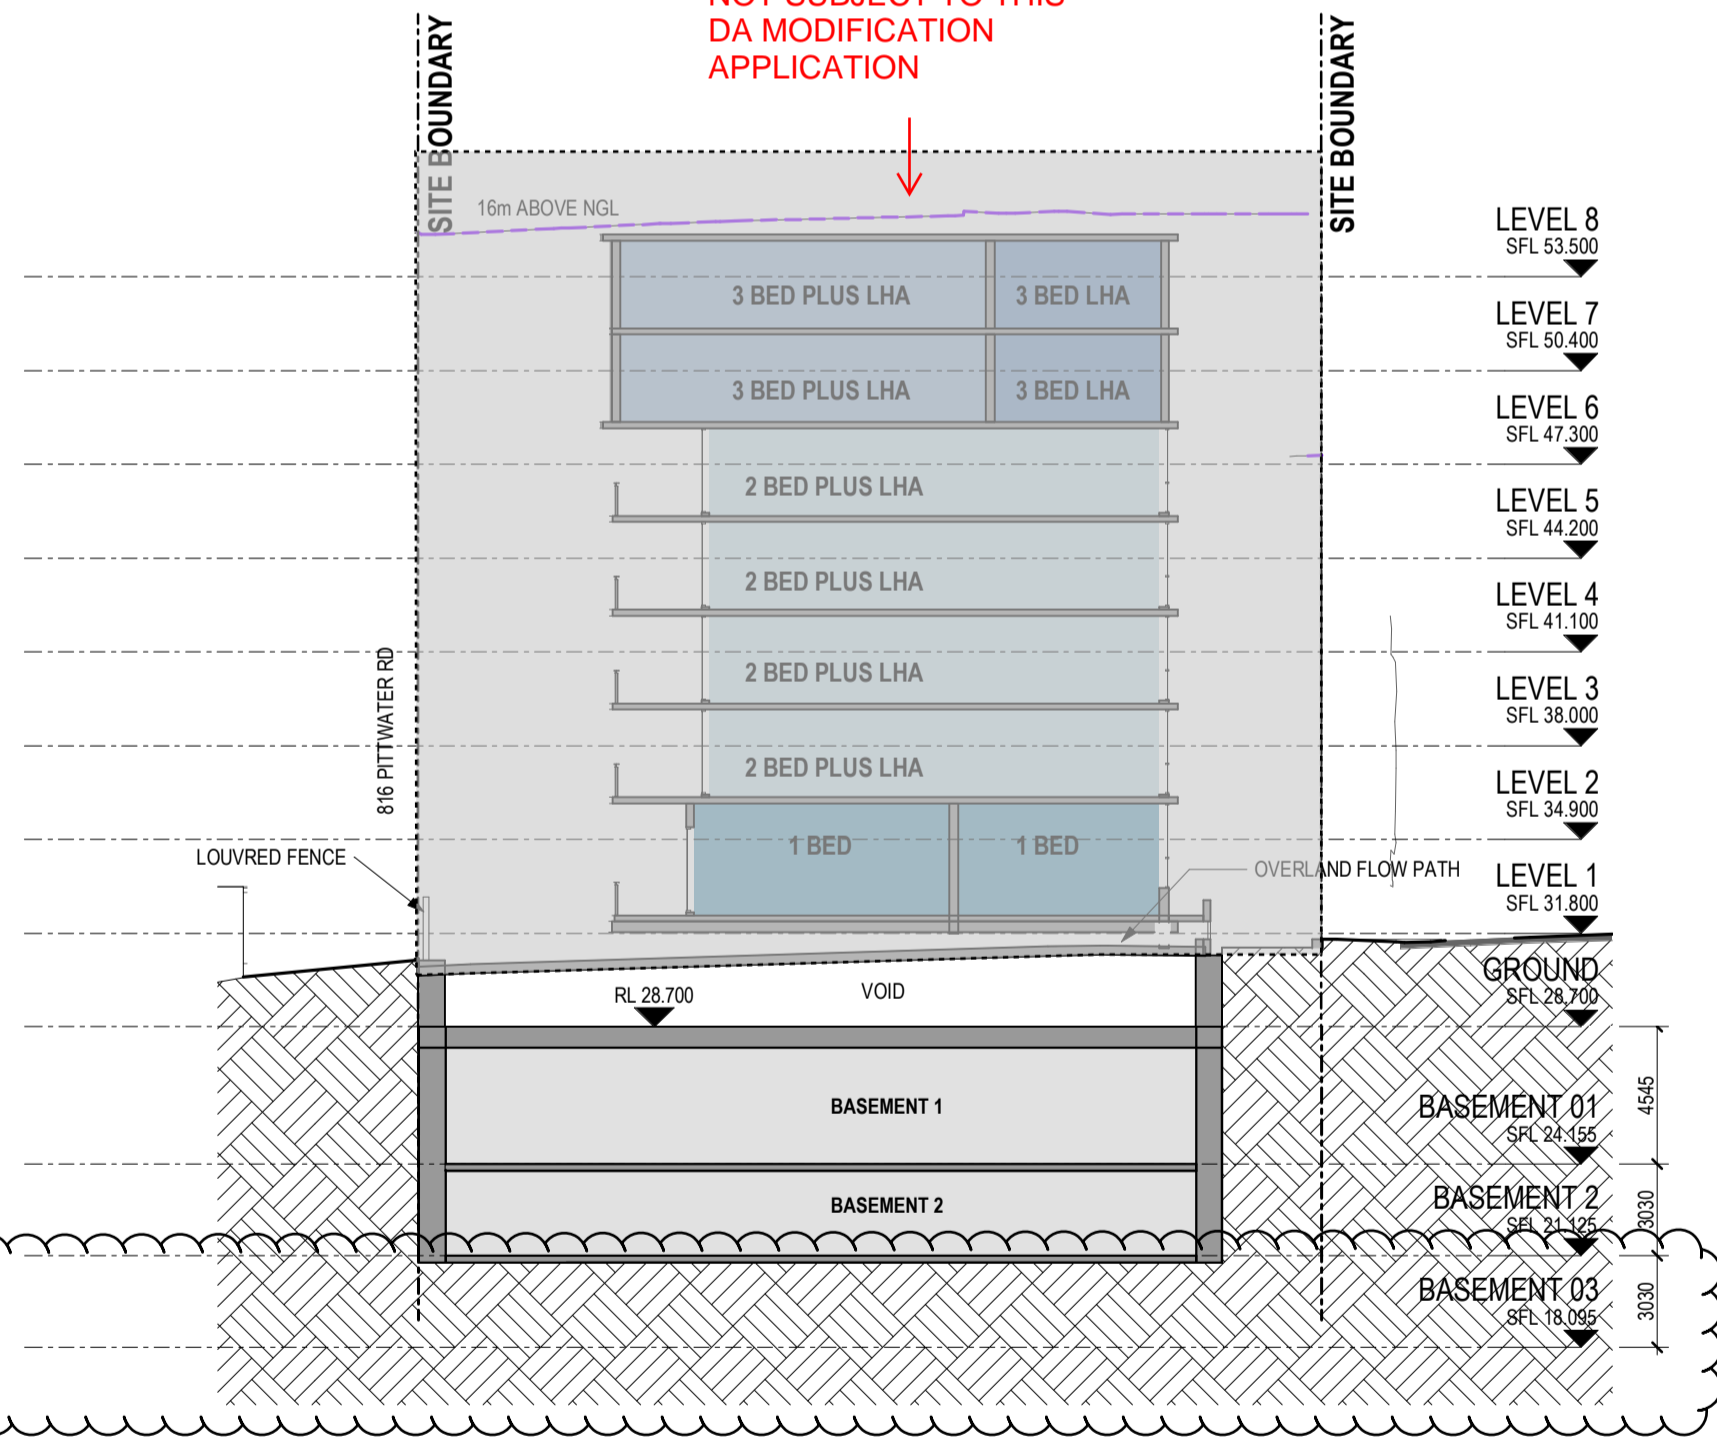 NOT SUBJECT TO THIS
DA MODIFICATION
APPLICATION
SITE BOUNDARY
SITE BOUNDARY
16m ABOVE NGL
LEVEL 8
SFL 53.500
3 BED PLUS LHA
3 BED LHA
LEVEL 7
SFL 50.400
3 BED PLUS LHA
3 BED LHA
LEVEL 6
SFL 47.300
2 BED PLUS LHA
LEVEL 5
SFL 44.200
2 BED PLUS LHA
LEVEL 4
SFL 41.100
2 BED PLUS LHA
LEVEL 3
SFL 38.000
816 PITTWATER RD
2 BED PLUS LHA
LEVEL 2
SFL 34.900
1 BED
1 BED
LOUVRED FENCE
OVERLAND FLOW PATH
LEVEL 1
SFL 31.800
GROUND
SFL 28.700
RL 28.700
VOID
BASEMENT 1
BASEMENT 01
SFL 24.155
4545
BASEMENT 2
BASEMENT 2
SFL 21.125
3030
BASEMENT 03
SFL 18.095
3030